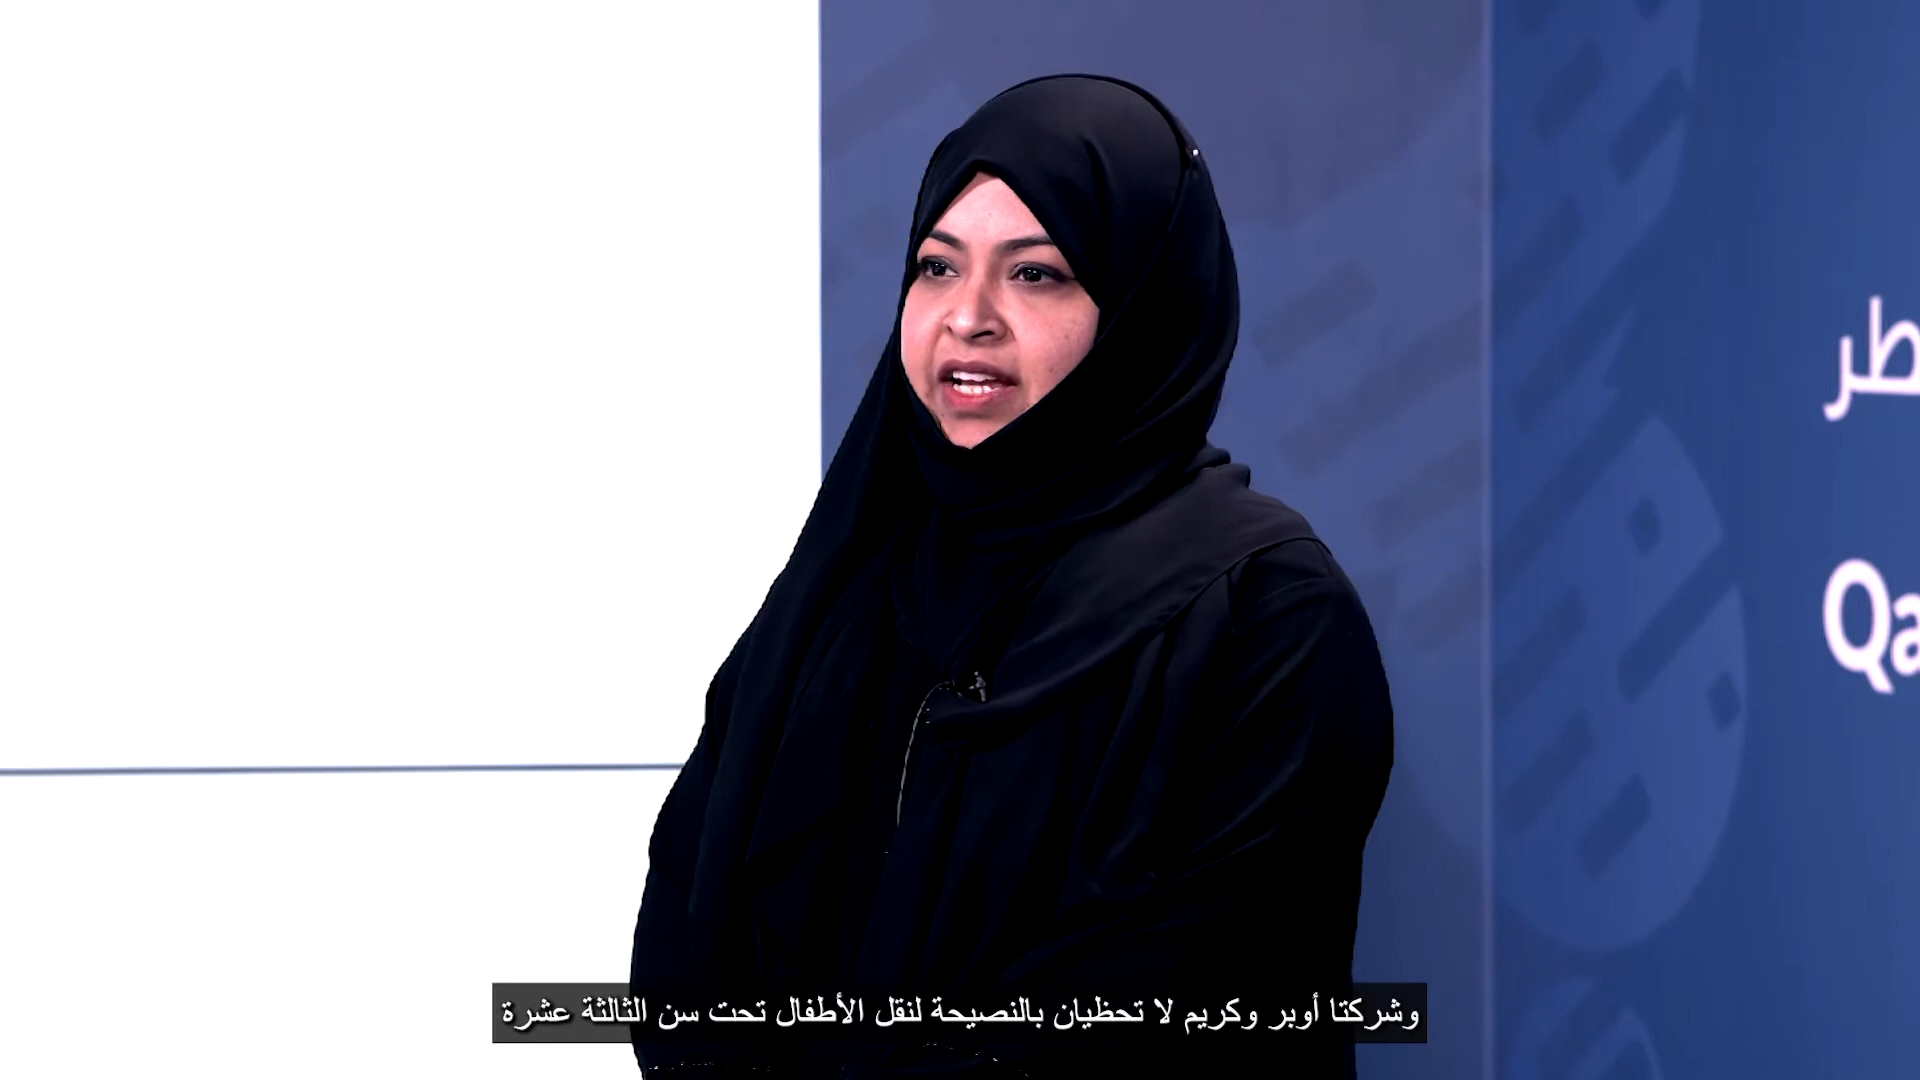 طر
Qa
وشركتا أوبر وكريم لا تحظيان بالنصيحة لنقل الأطفال تحت سن الثالثة عشرة